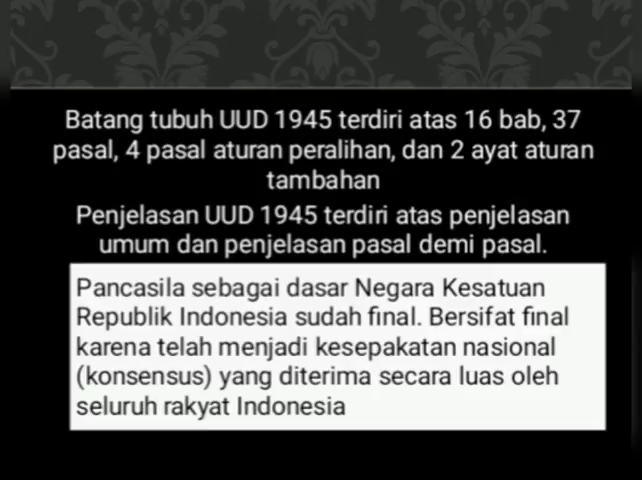 Batang tubuh UUD 1945 terdiri atas 16 bab, 37
pasal, 4 pasal aturan peralihan, dan 2 ayat aturan
tambahan
Penjelasan UUD 1945 terdiri atas penjelasan
umum dan penjelasan pasal demi pasal.
Pancasila sebagai dasar Negara Kesatuan
Republik Indonesia sudah final. Bersifat final
karena telah menjadi kesepakatan nasional
(konsensus) yang diterima secara luas oleh
seluruh rakyat Indonesia